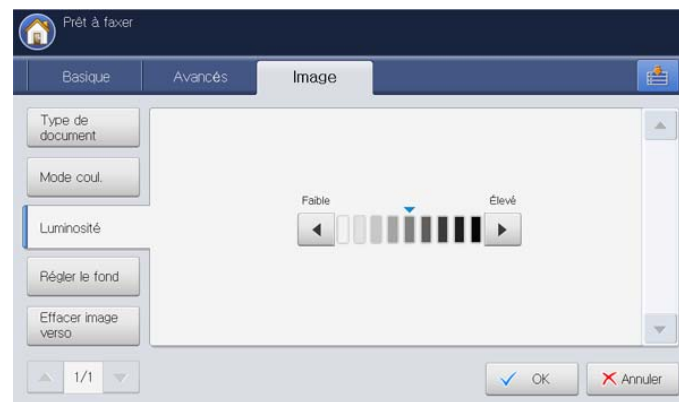 Prêt à faxer
Basique
Avancés
Image
Type de
document
Mode coul.
Luminosité
Régler le fond
Effacer image
verso
Faible
Élevé
1/1
OK
Annuler